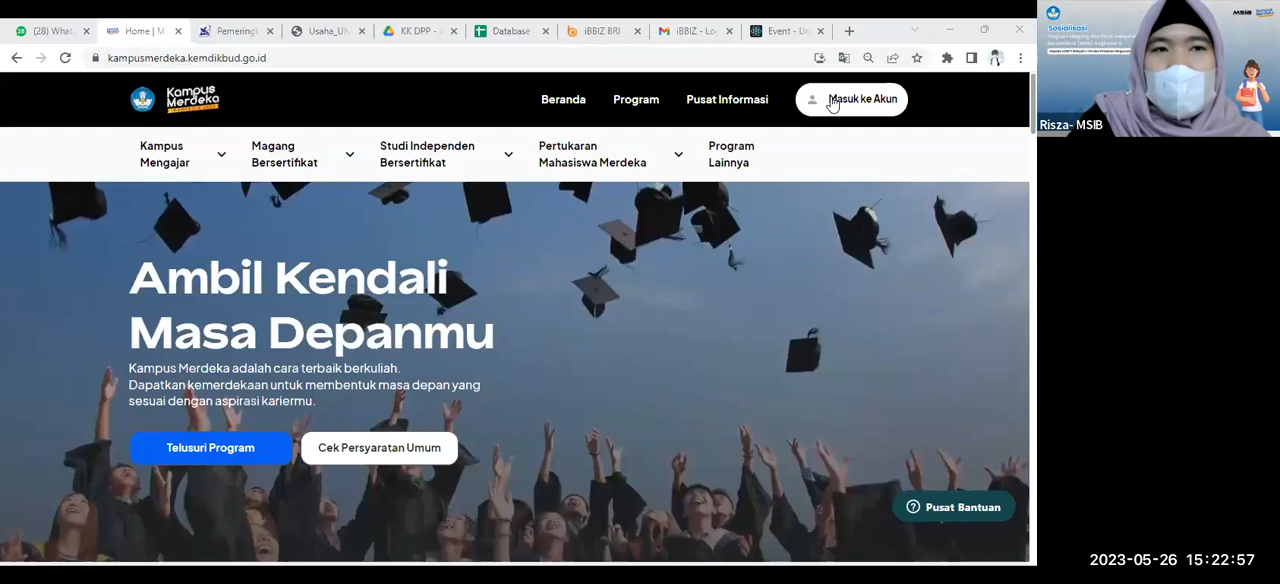 (28) What
Home | M
Pemering
Usaha_UN
KK DPP -
Database
iBBIZ BRI
iBBIZ - Lo
Event - U
kampusmerdeka.kemdikbud.go.id
Kampus
Merdeka
Beranda
Program
Pusat Informasi
Masuk ke Akun
Kampus
Mengajar
Magang
Bersertifikat
Studi Independen
Bersertifikat
Pertukaran
Mahasiswa Merdeka
Program
Lainnya
Ambil Kendali
Masa Depanmu
Kampus Merdeka adalah cara terbaik berkuliah.
Dapatkan kemerdekaan untuk membentuk masa depan yang
sesuai dengan aspirasi kariermu.
Telusuri Program
Cek Persyaratan Umum
Pusat Bantuan
Sosialisasi
MSIB
Risza- MSIB
2023-05-26 15:22:57